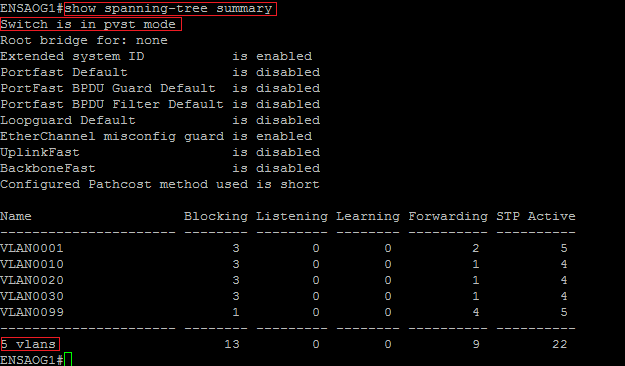 ENSAOG1#show spanning-tree summary
Switch is in pvst mode
Root bridge for: none
Extended system ID           is enabled
Portfast Default             is disabled
PortFast BPDU Guard Default  is disabled
Portfast BPDU Filter Default is disabled
Loopguard Default            is disabled
EtherChannel misconfig guard is enabled
UplinkFast                   is disabled
BackboneFast                 is disabled
Configured Pathcost method used is short
Name                   Blocking Listening Learning Forwarding STP Active
---------------------- -------- --------- -------- ---------- ----------
VLAN0001                     3         0        0          2          5
VLAN0010                     3         0        0          1          4
VLAN0020                     3         0        0          1          4
VLAN0030                     3         0        0          1          4
VLAN0099                     1         0        0          4          5
---------------------- -------- --------- -------- ---------- ----------
5 vlans                     13         0        0          9         22
ENSAOG1#